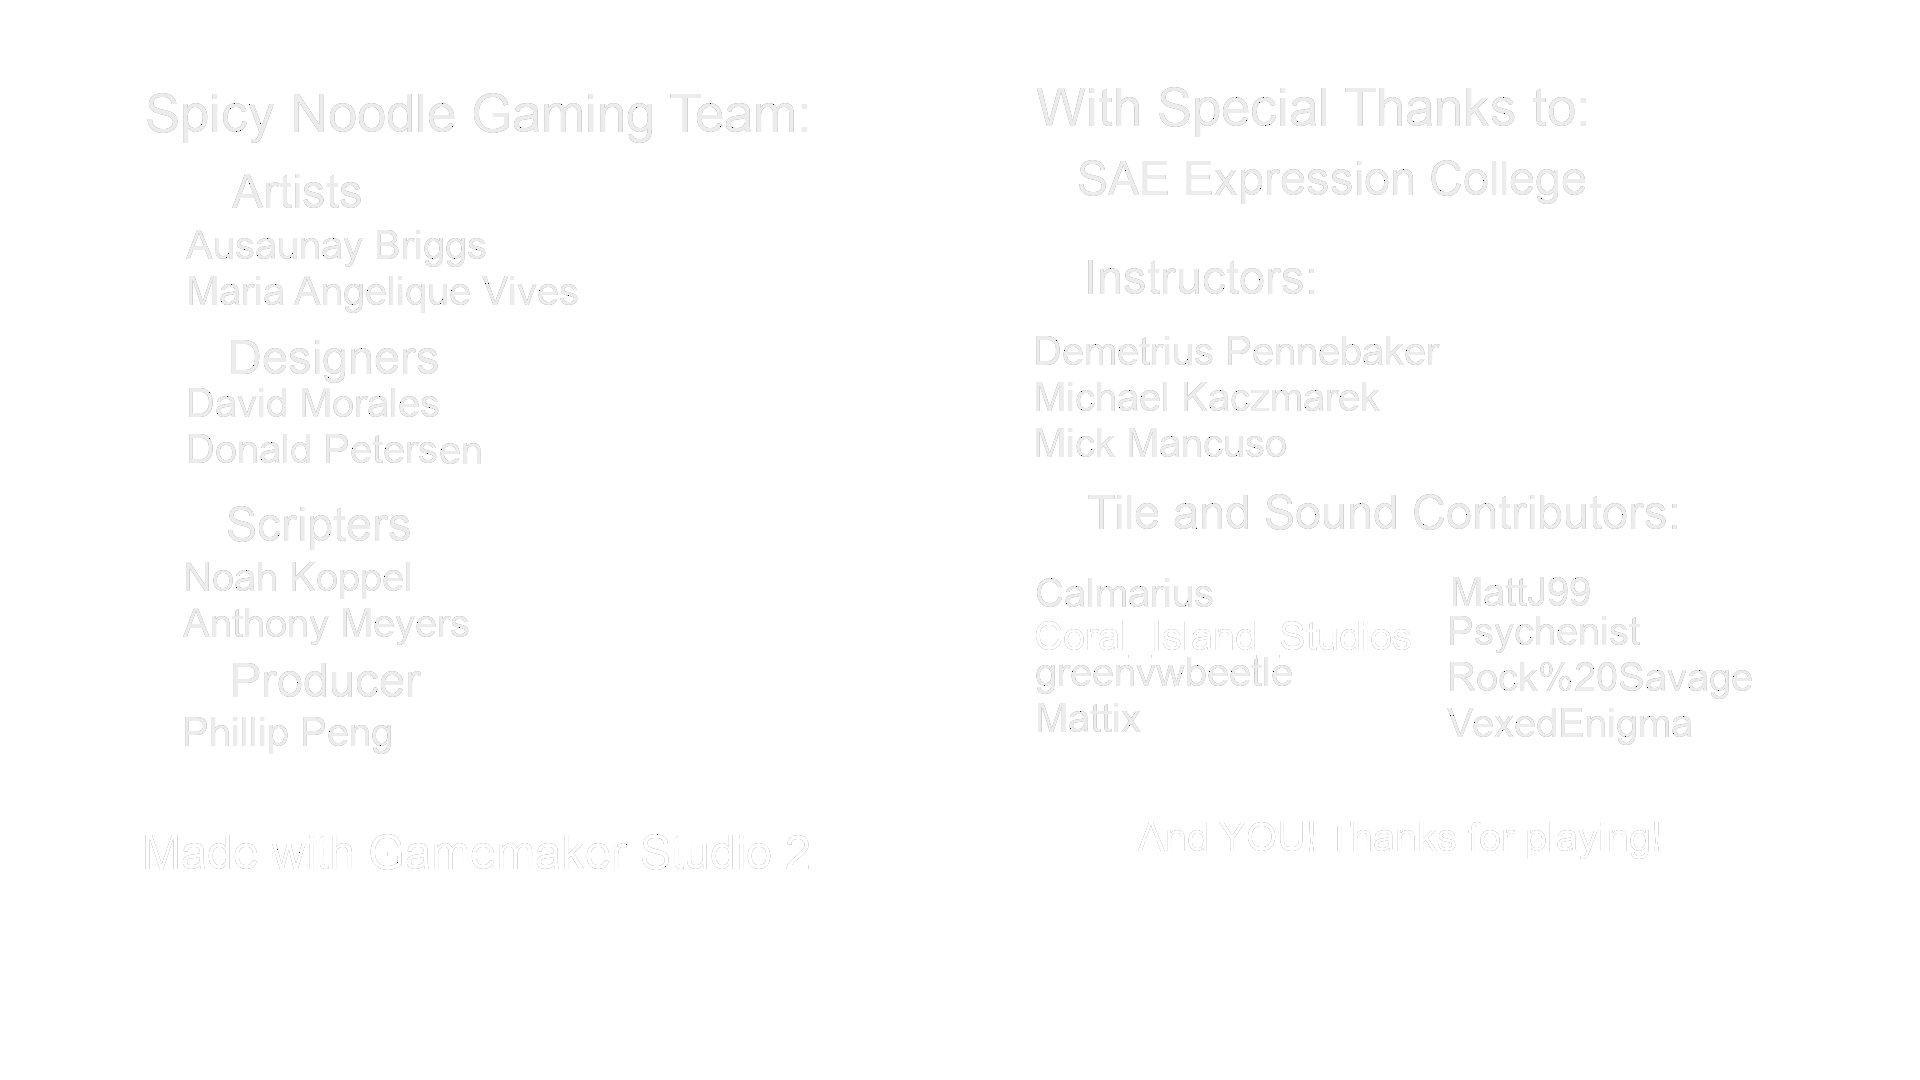 Spicy Noodle Gaming Team:
Artists
Ausaunay Briggs
Maria Angelique Vives
Designers
David Morales
Donald Petersen
Scripters
Noah Koppel
Anthony Meyers
Producer
Phillip Peng
Made with Gamemaker Studio 2
With Special Thanks to:
SAE Expression College
Instructors:
Demetrius Pennebaker
Michael Kaczmarek
Mick Mancuso
Tile and Sound Contributors:
Calmarius
Coral_Island_Studios
greenvwbeetle
Mattix
MattJ99
Psychenist
Rock%20Savage
VexedEnigma
And YOU! Thanks for playing!